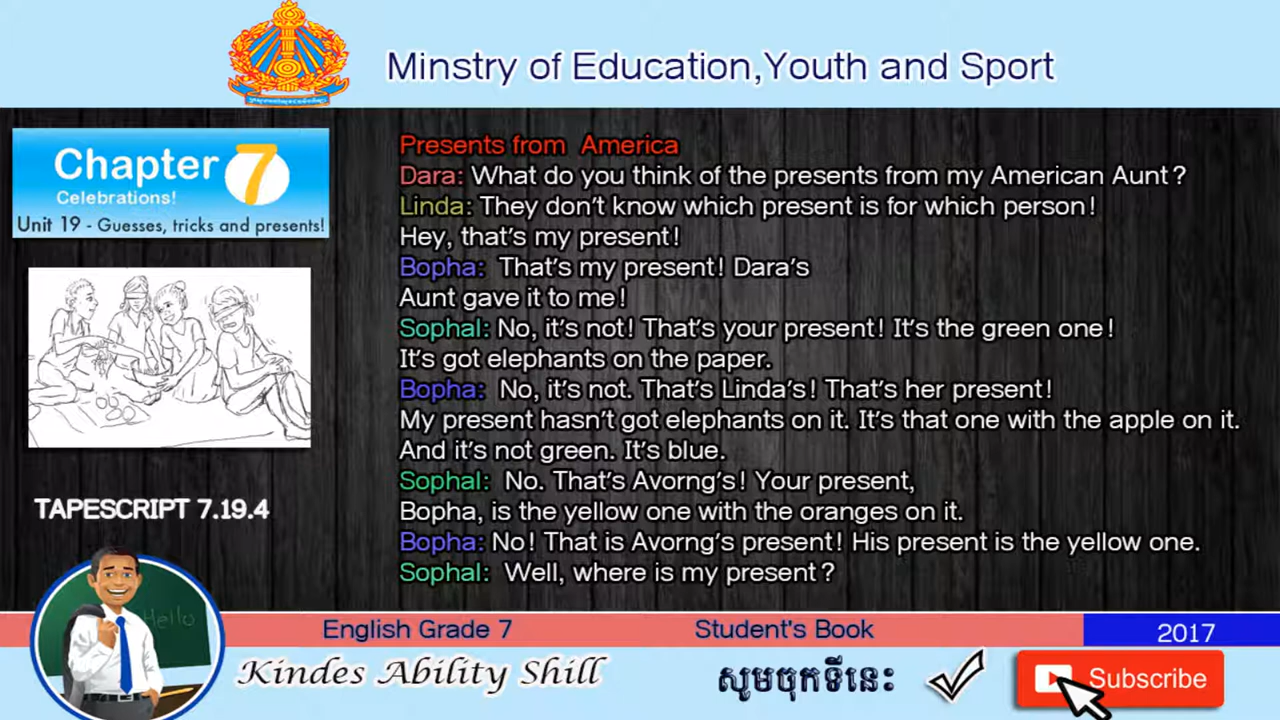 Minstry of Education,Youth and Sport
Chapter 7
Celebrations!
Unit 19 - Guesses, tricks and presents!
TAPESCRIPT 7.19.4
Presents from America
Dara: What do you think of the presents from my American Aunt?
Linda: They don't know which present is for which person!
Hey, that's my present!
Bopha: That's my present! Dara's
Aunt gave it to me!
Sophal: No, it's not! That's your present! It's the green one!
It's got elephants on the paper.
Bopha: No, it's not. That's Linda's! That's her present!
My present hasn't got elephants on it. It's that one with the apple on it.
And it's not green. It's blue.
Sophal: No. That's Avorng's! Your present,
Bopha, is the yellow one with the oranges on it.
Bopha: No! That is Avorng's present! His present is the yellow one.
Sophal: Well, where is my present?
Hello
English Grade 7
Student's Book
2017
Kindes Ability Shill
សូមចុកទីនេះ
Subscribe